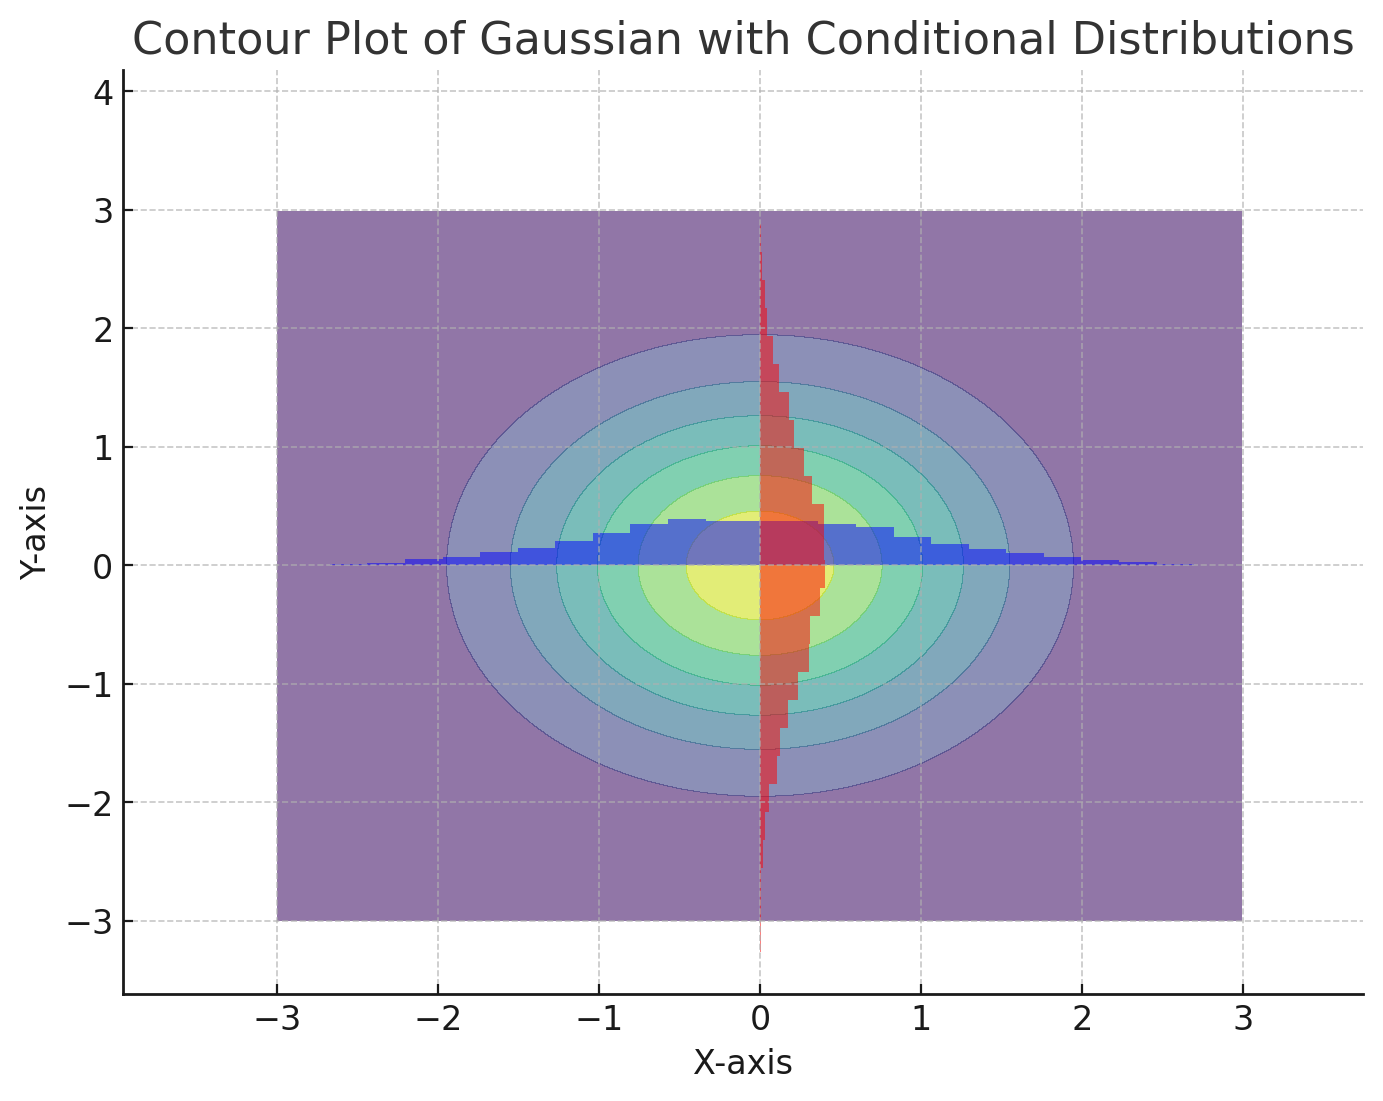 Contour Plot of Gaussian with Conditional Distributions
4
3
2
1
0
−1
−2
−3
Y-axis
−3 −2 −1 0 1 2 3
X-axis